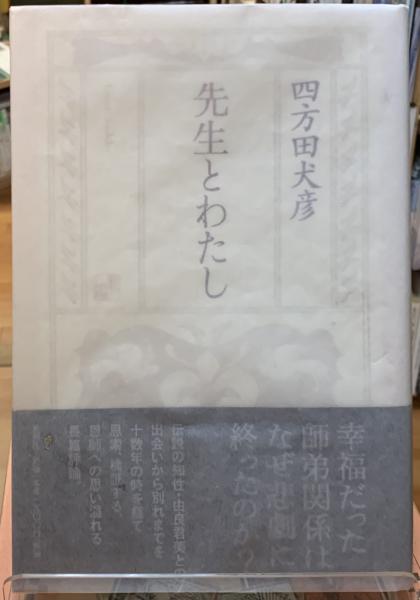 四方田犬彦
先生とわたし
幸福だった
師弟関係は
なぜ悲劇に
終ったのか?
伝説の知性・由良君美との
出会いから別れまでを
十数年の時を経て
思索、検証する、
恩師への思い溢れる
長篇評論。